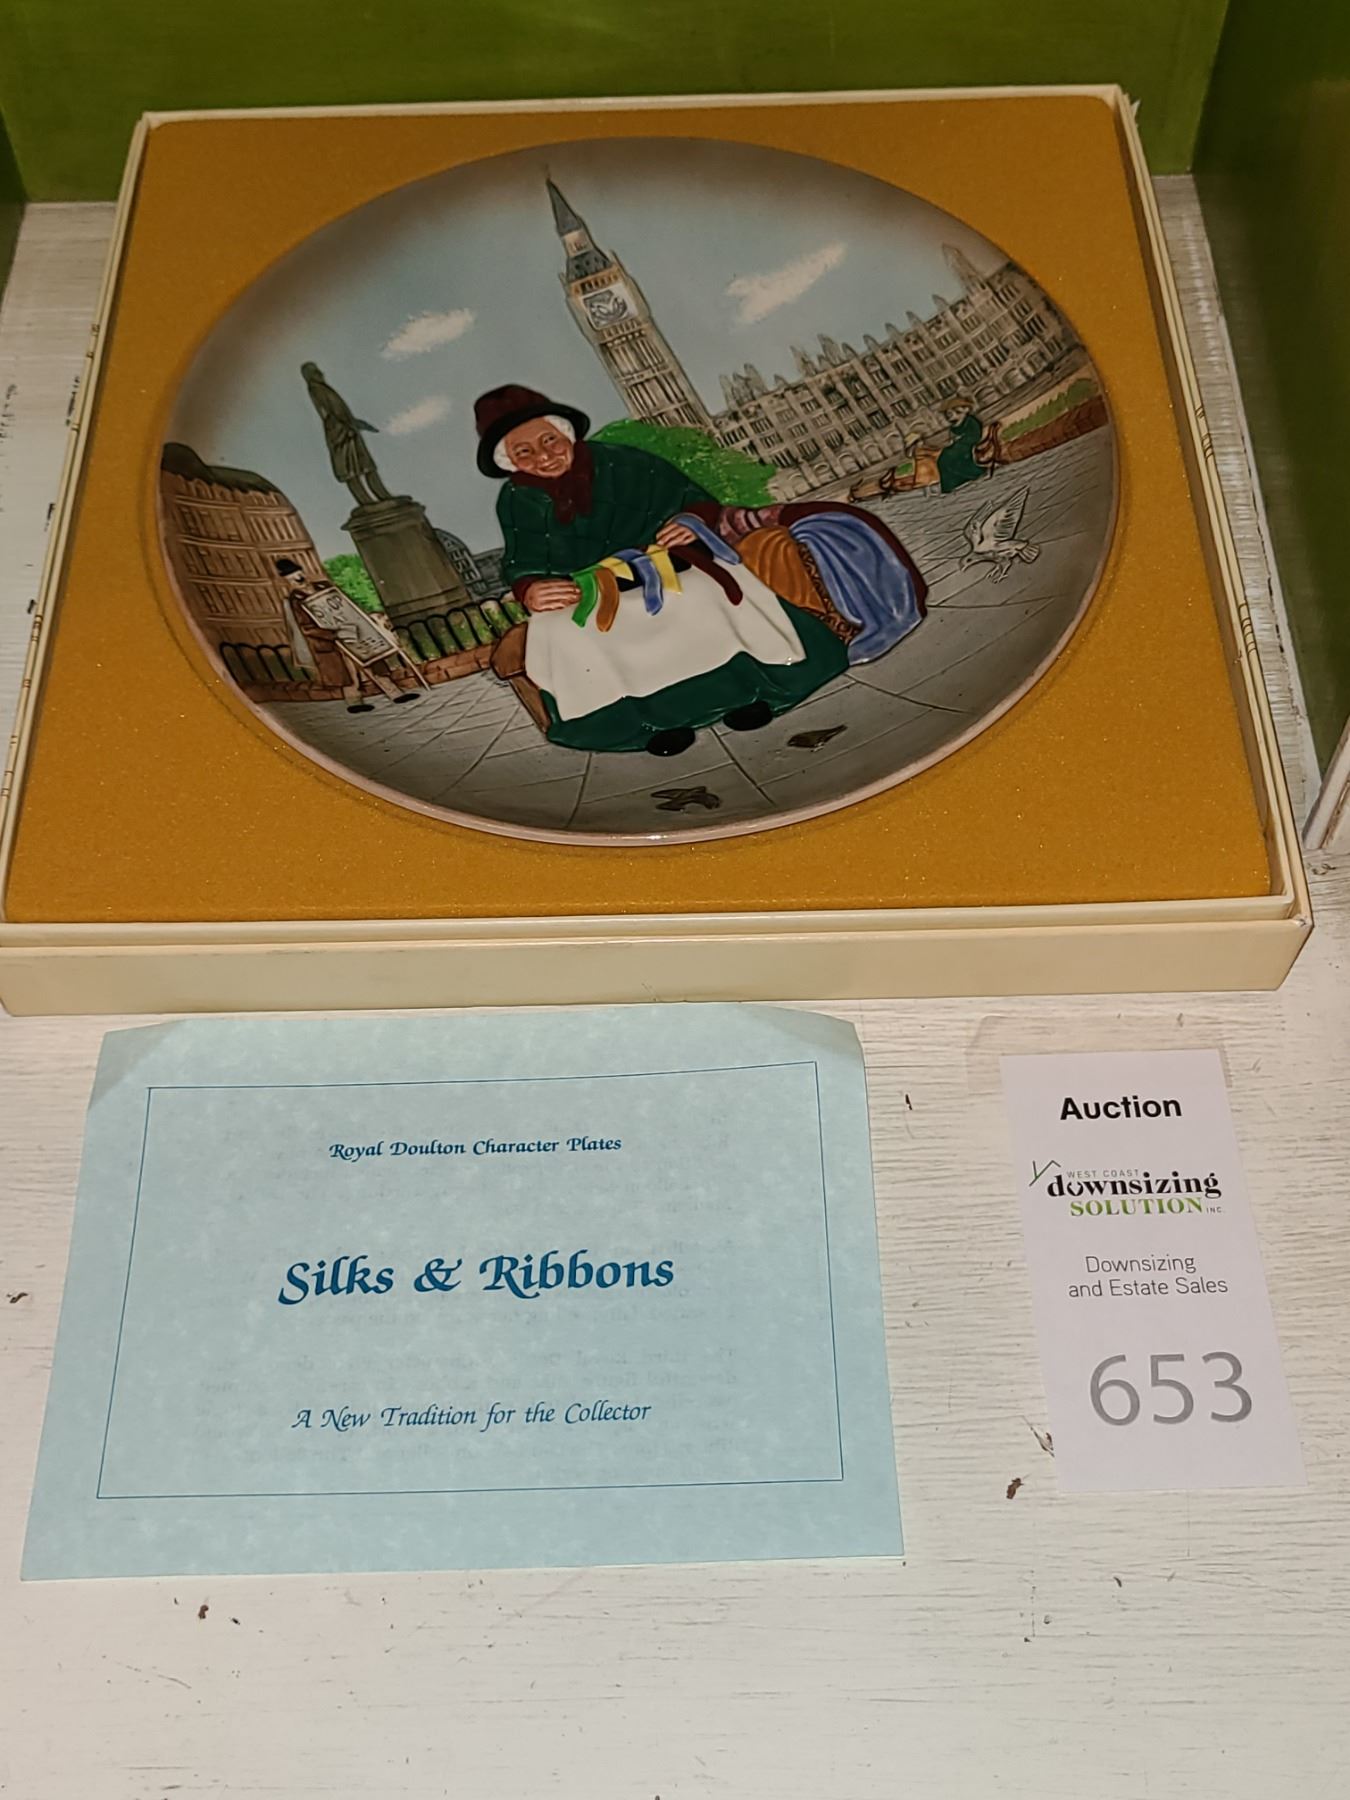 Royal Doulton Character Plates
Silks & Ribbons
A New Tradition for the Collector
Auction
WEST COAST
downsizing
SOLUTION INC.
Downsizing
and Estate Sales
653